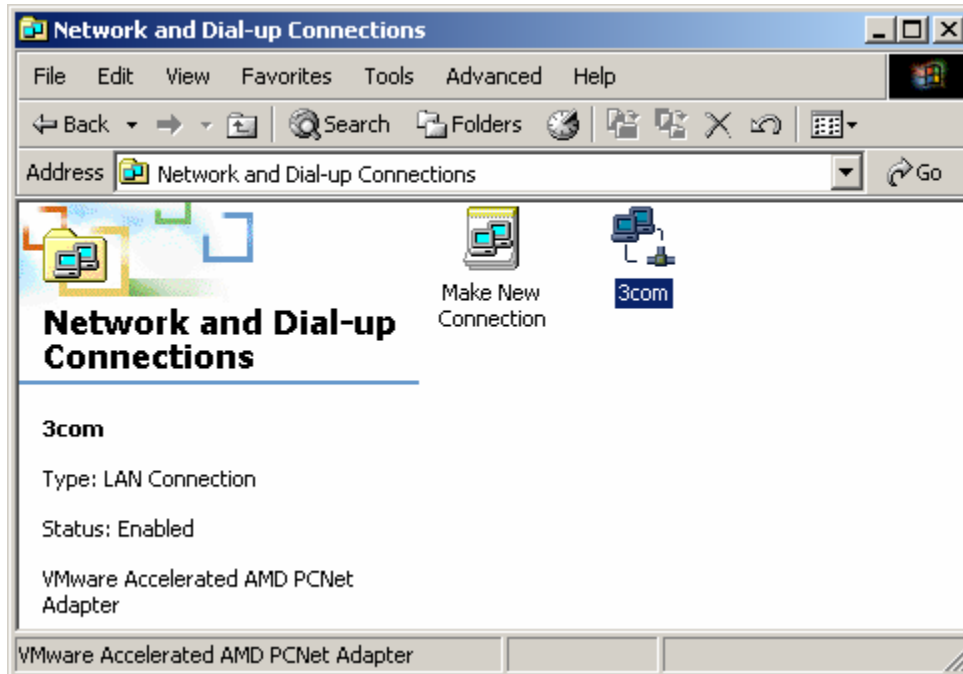 Network and Dial-up Connections
File Edit View Favorites Tools Advanced Help
Back Search Folders
Address Network and Dial-up Connections Go
Make New
Connection
3com
Network and Dial-up
Connections
3com
Type: LAN Connection
Status: Enabled
VMware Accelerated AMD PCNet
Adapter
VMware Accelerated AMD PCNet Adapter